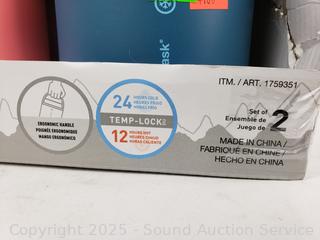 ask
ITM. / ART. 1759351
24 HOURS COLD
HEURES FROID
HORAS FRÍO
TEMP-LOCK
12 HOURS HOT
HEURES CHAUD
HORAS CALIENTE
ERGONOMIC HANDLE
POIGNÉE ERGONOMIQUE
MANGO ERGONÓMICO
Set of
Ensemble de
Juego de
2
MADE IN CHINA/
FABRIQUÉ EN CHINE/
HECHO EN CHINA
Copyright 2025 - Sound Auction Service